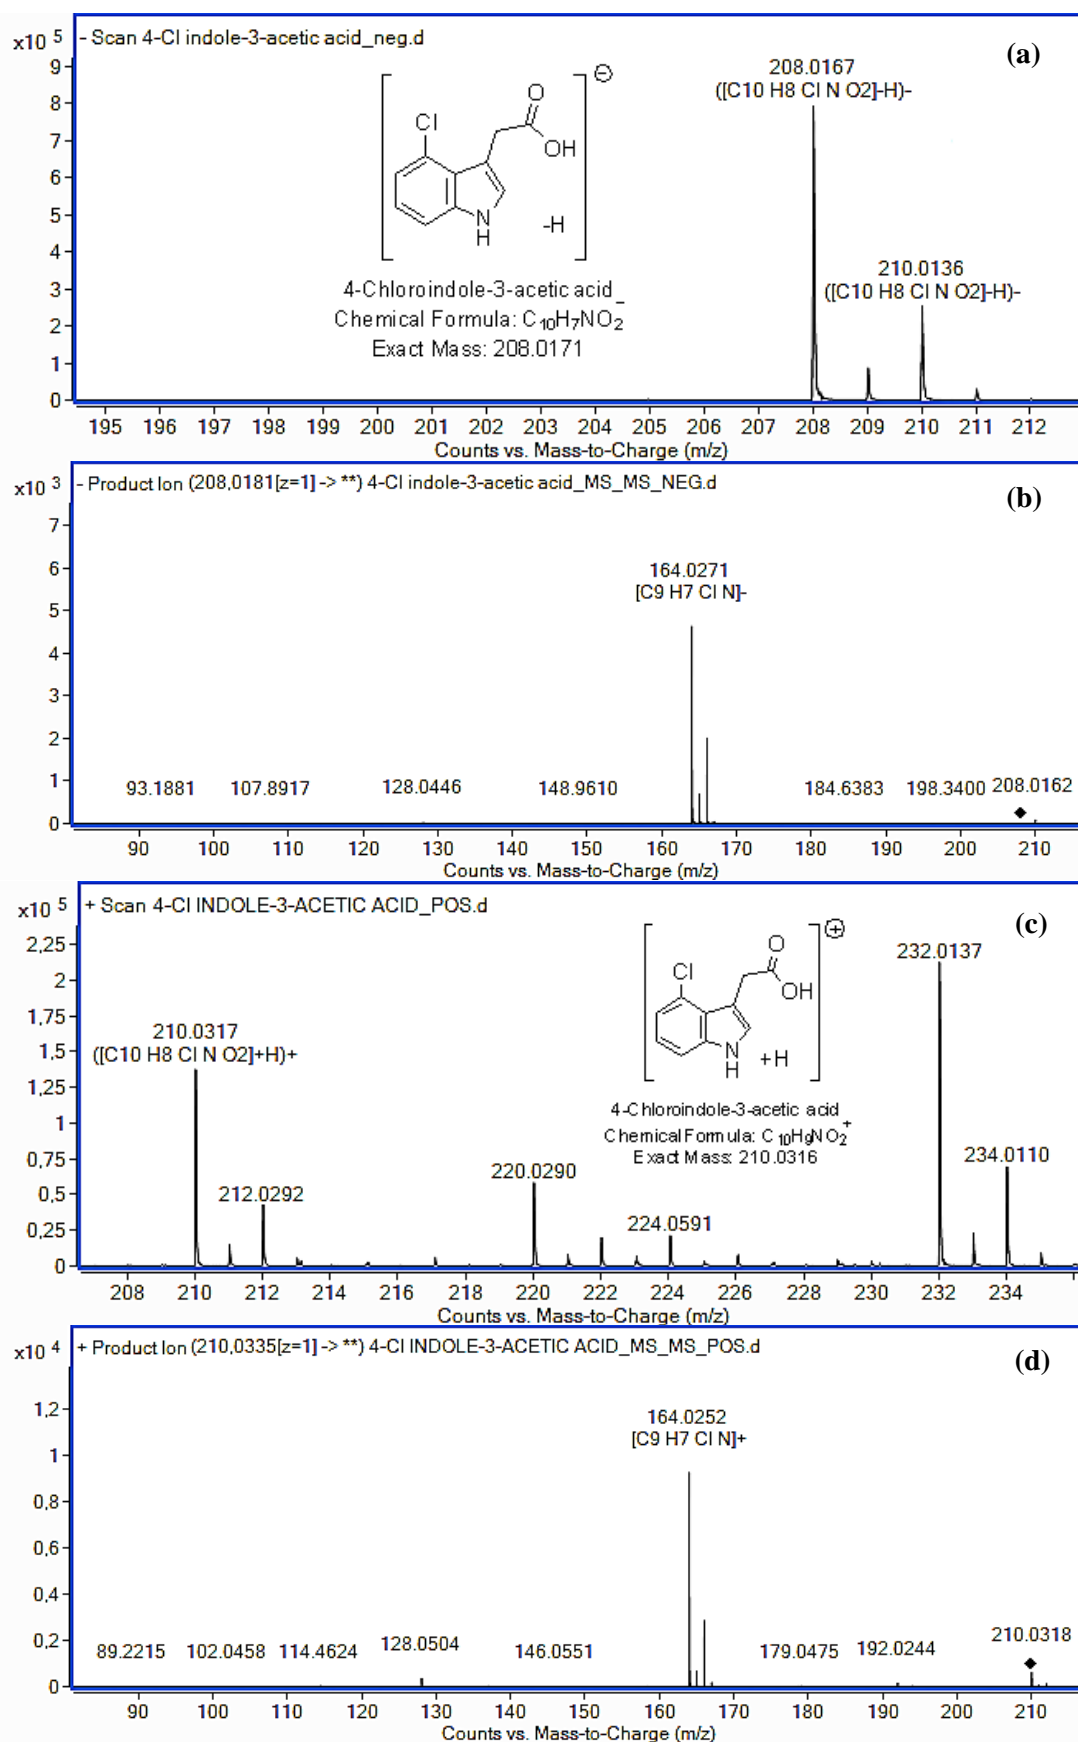 x10 5
- Scan 4-Cl indole-3-acetic acid_neg.d
(a)
9
8
7
6
5
4
3
2
1
0
208.0167
([C10 H8 Cl N O2]-H)-
210.0136
([C10 H8 Cl N O2]-H)-
Cl
O
OH
N
H
-H
4-Chloroindole-3-acetic acid
Chemical Formula: C10H7NO2-
Exact Mass: 208.0171
195 196 197 198 199 200 201 202 203 204 205 206 207 208 209 210 211 212
Counts vs. Mass-to-Charge (m/z)
x10 3
- Product Ion (208,0181[z=1] -> **) 4-Cl indole-3-acetic acid_MS_MS_NEG.d
(b)
7
6
5
4
3
2
1
0
164.0271
[C9 H7 Cl N]-
93.1881 107.8917 128.0446 148.9610 184.6383 198.3400 208.0162
90 100 110 120 130 140 150 160 170 180 190 200 210
Counts vs. Mass-to-Charge (m/z)
x10 5
+ Scan 4-Cl INDOLE-3-ACETIC ACID_POS.d
(c)
2,25
2
1,75
1,5
1,25
1
0,75
0,5
0,25
0
210.0317
([C10 H8 Cl N O2]+H)+
212.0292
220.0290
224.0591
232.0137
234.0110
Cl
O
OH
N
H
+H
4-Chloroindole-3-acetic acid
Chemical Formula: C10H9NO2+
Exact Mass: 210.0316
208 210 212 214 216 218 220 222 224 226 228 230 232 234
Counts vs. Mass-to-Charge (m/z)
x10 4
+ Product Ion (210,0335[z=1] -> **) 4-Cl INDOLE-3-ACETIC ACID_MS_MS_POS.d
(d)
1,2
1
0,8
0,6
0,4
0,2
0
164.0252
[C9 H7 Cl N]+
89.2215 102.0458 114.4624 128.0504 146.0551 179.0475 192.0244 210.0318
90 100 110 120 130 140 150 160 170 180 190 200 210
Counts vs. Mass-to-Charge (m/z)